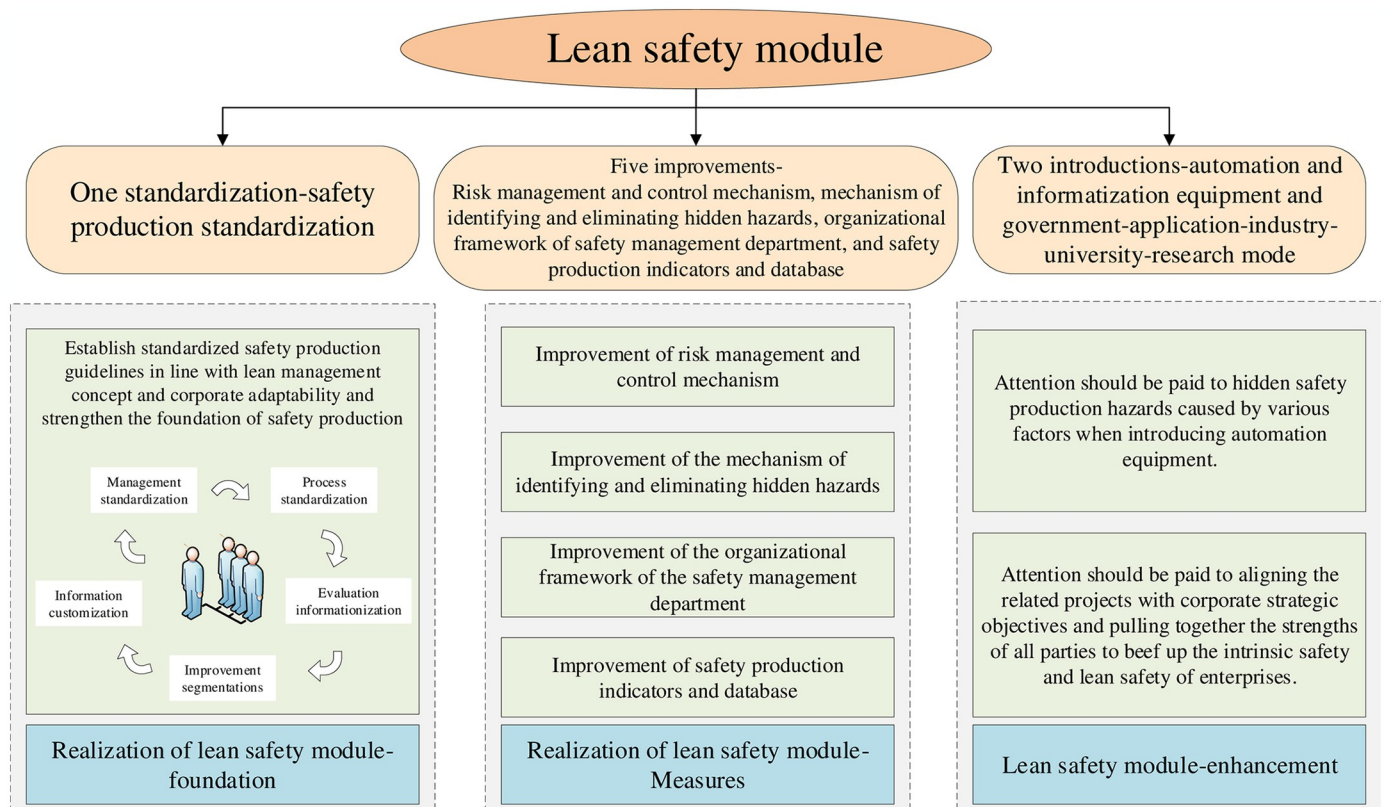 Lean safety module
One standardization-safety
production standardization
Five improvements-
Risk management and control mechanism, mechanism of
identifying and eliminating hidden hazards, organizational
framework of safety management department, and safety
production indicators and database
Two introductions-automation and
informatization equipment and
government-application-industry-
university-research mode
Establish standardized safety production
guidelines in line with lean management
concept and corporate adaptability and
strengthen the foundation of safety production
Management
standardization
Process
standardization
Evaluation
informationization
Improvement
segmentations
Information
customization
Realization of lean safety module-
foundation
Improvement of risk management and
control mechanism
Improvement of the mechanism of
identifying and eliminating hidden hazards
Improvement of the organizational
framework of the safety management
department
Improvement of safety production
indicators and database
Realization of lean safety module-
Measures
Attention should be paid to hidden safety
production hazards caused by various
factors when introducing automation
equipment.
Attention should be paid to aligning the
related projects with corporate strategic
objectives and pulling together the strengths
of all parties to beef up the intrinsic safety
and lean safety of enterprises.
Lean safety module-enhancement